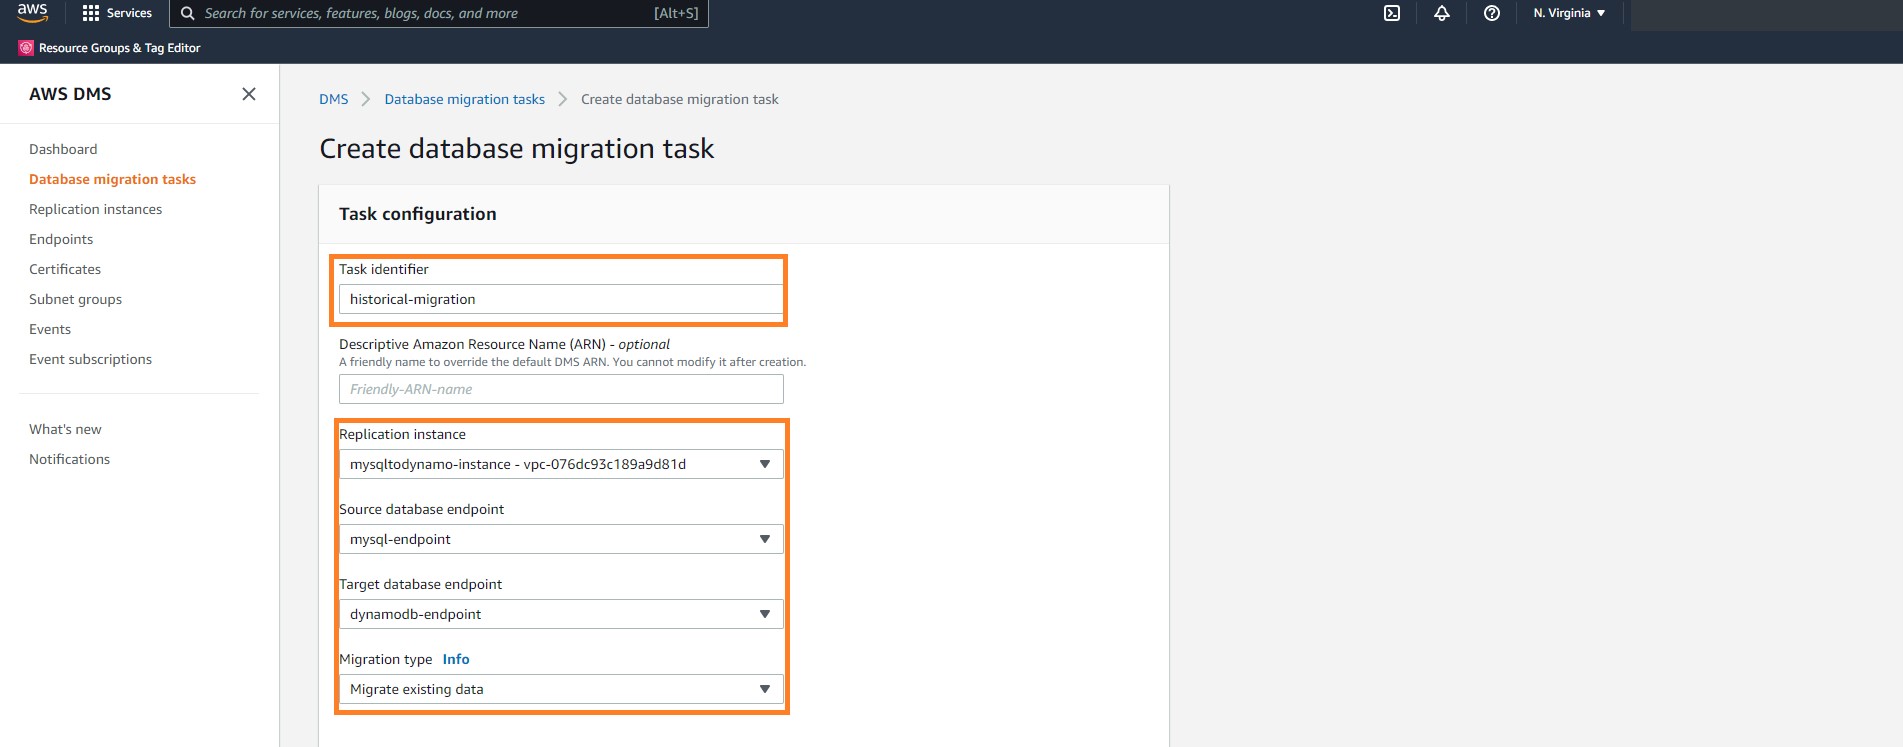 aws
Services
Search for services, features, blogs, docs, and more
[Alt+S]
N. Virginia
Resource Groups & Tag Editor
AWS DMS
Dashboard
Database migration tasks
Replication instances
Endpoints
Certificates
Subnet groups
Events
Event subscriptions
What's new
Notifications
DMS > Database migration tasks > Create database migration task
Create database migration task
Task configuration
Task identifier
historical-migration
Descriptive Amazon Resource Name (ARN) - optional
A friendly name to override the default DMS ARN. You cannot modify it after creation.
Friendly-ARN-name
Replication instance
mysqltodynamo-instance - vpc-076dc93c189a9d81d
Source database endpoint
mysql-endpoint
Target database endpoint
dynamodb-endpoint
Migration type Info
Migrate existing data